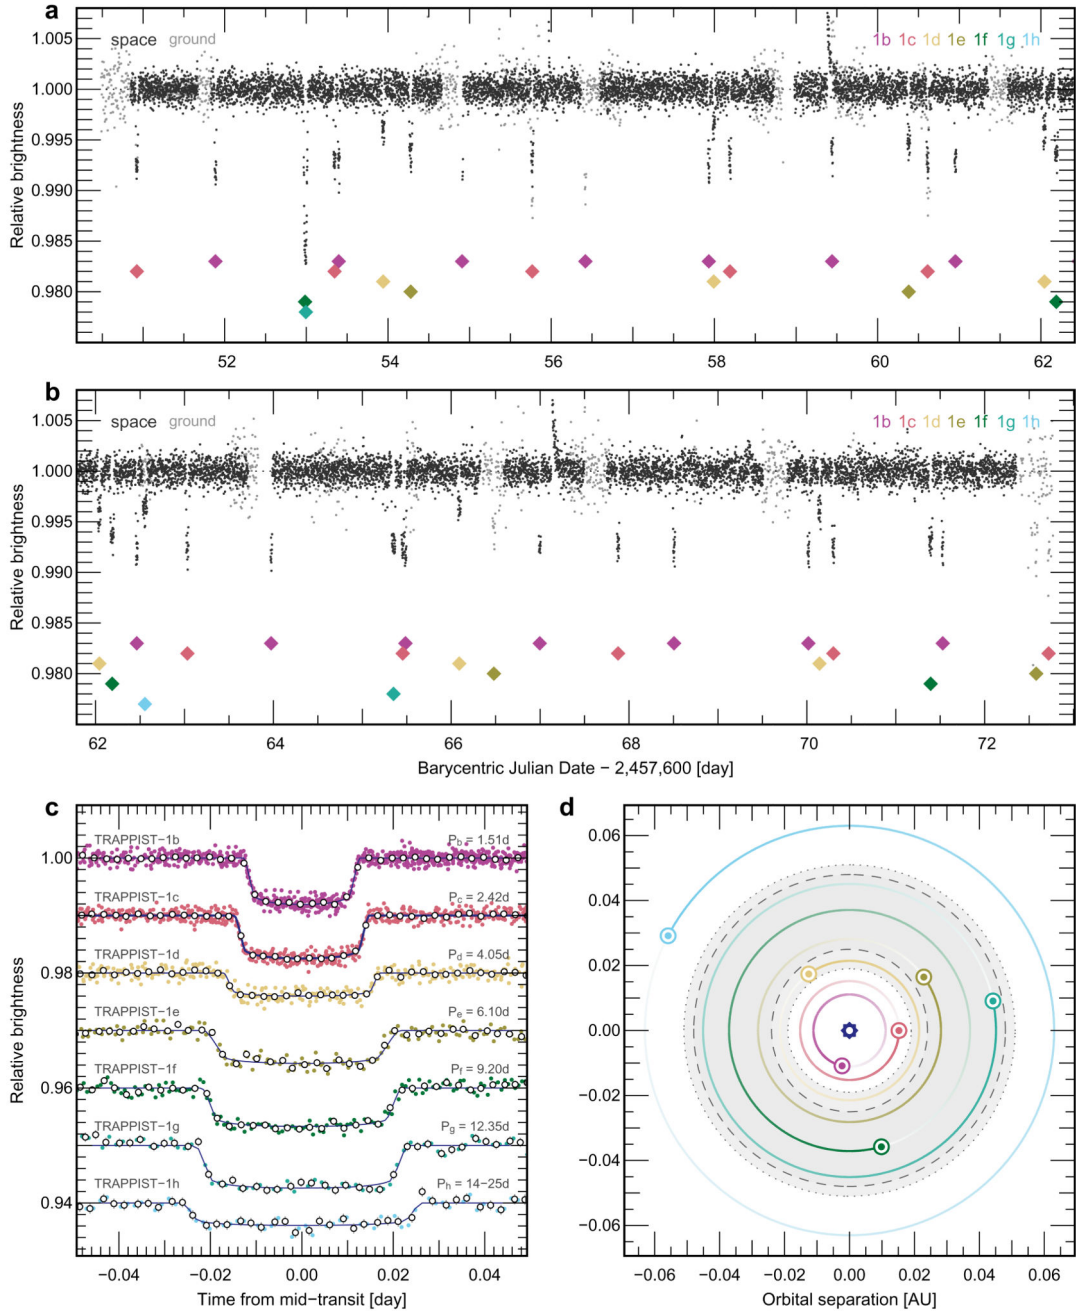 a
space ground 1b 1c 1d 1e 1f 1g 1h
1.005
1.000
0.995
0.990
0.985
0.980
Relative brightness
52 54 56 58 60 62
b
space ground 1b 1c 1d 1e 1f 1g 1h
1.005
1.000
0.995
0.990
0.985
0.980
Relative brightness
62 64 66 68 70 72
Barycentric Julian Date − 2,457,600 [day]
c
TRAPPIST−1b Pb = 1.51d
TRAPPIST−1c Pc = 2.42d
TRAPPIST−1d Pd = 4.05d
TRAPPIST−1e Pe = 6.10d
TRAPPIST−1f Pf = 9.20d
TRAPPIST−1g Pg = 12.35d
TRAPPIST−1h Ph = 14−25d
1.00
0.98
0.96
0.94
Relative brightness
−0.04 −0.02 0.00 0.02 0.04
Time from mid−transit [day]
d
0.06
0.04
0.02
0.00
−0.02
−0.04
−0.06
−0.06 −0.04 −0.02 0.00 0.02 0.04 0.06
Orbital separation [AU]